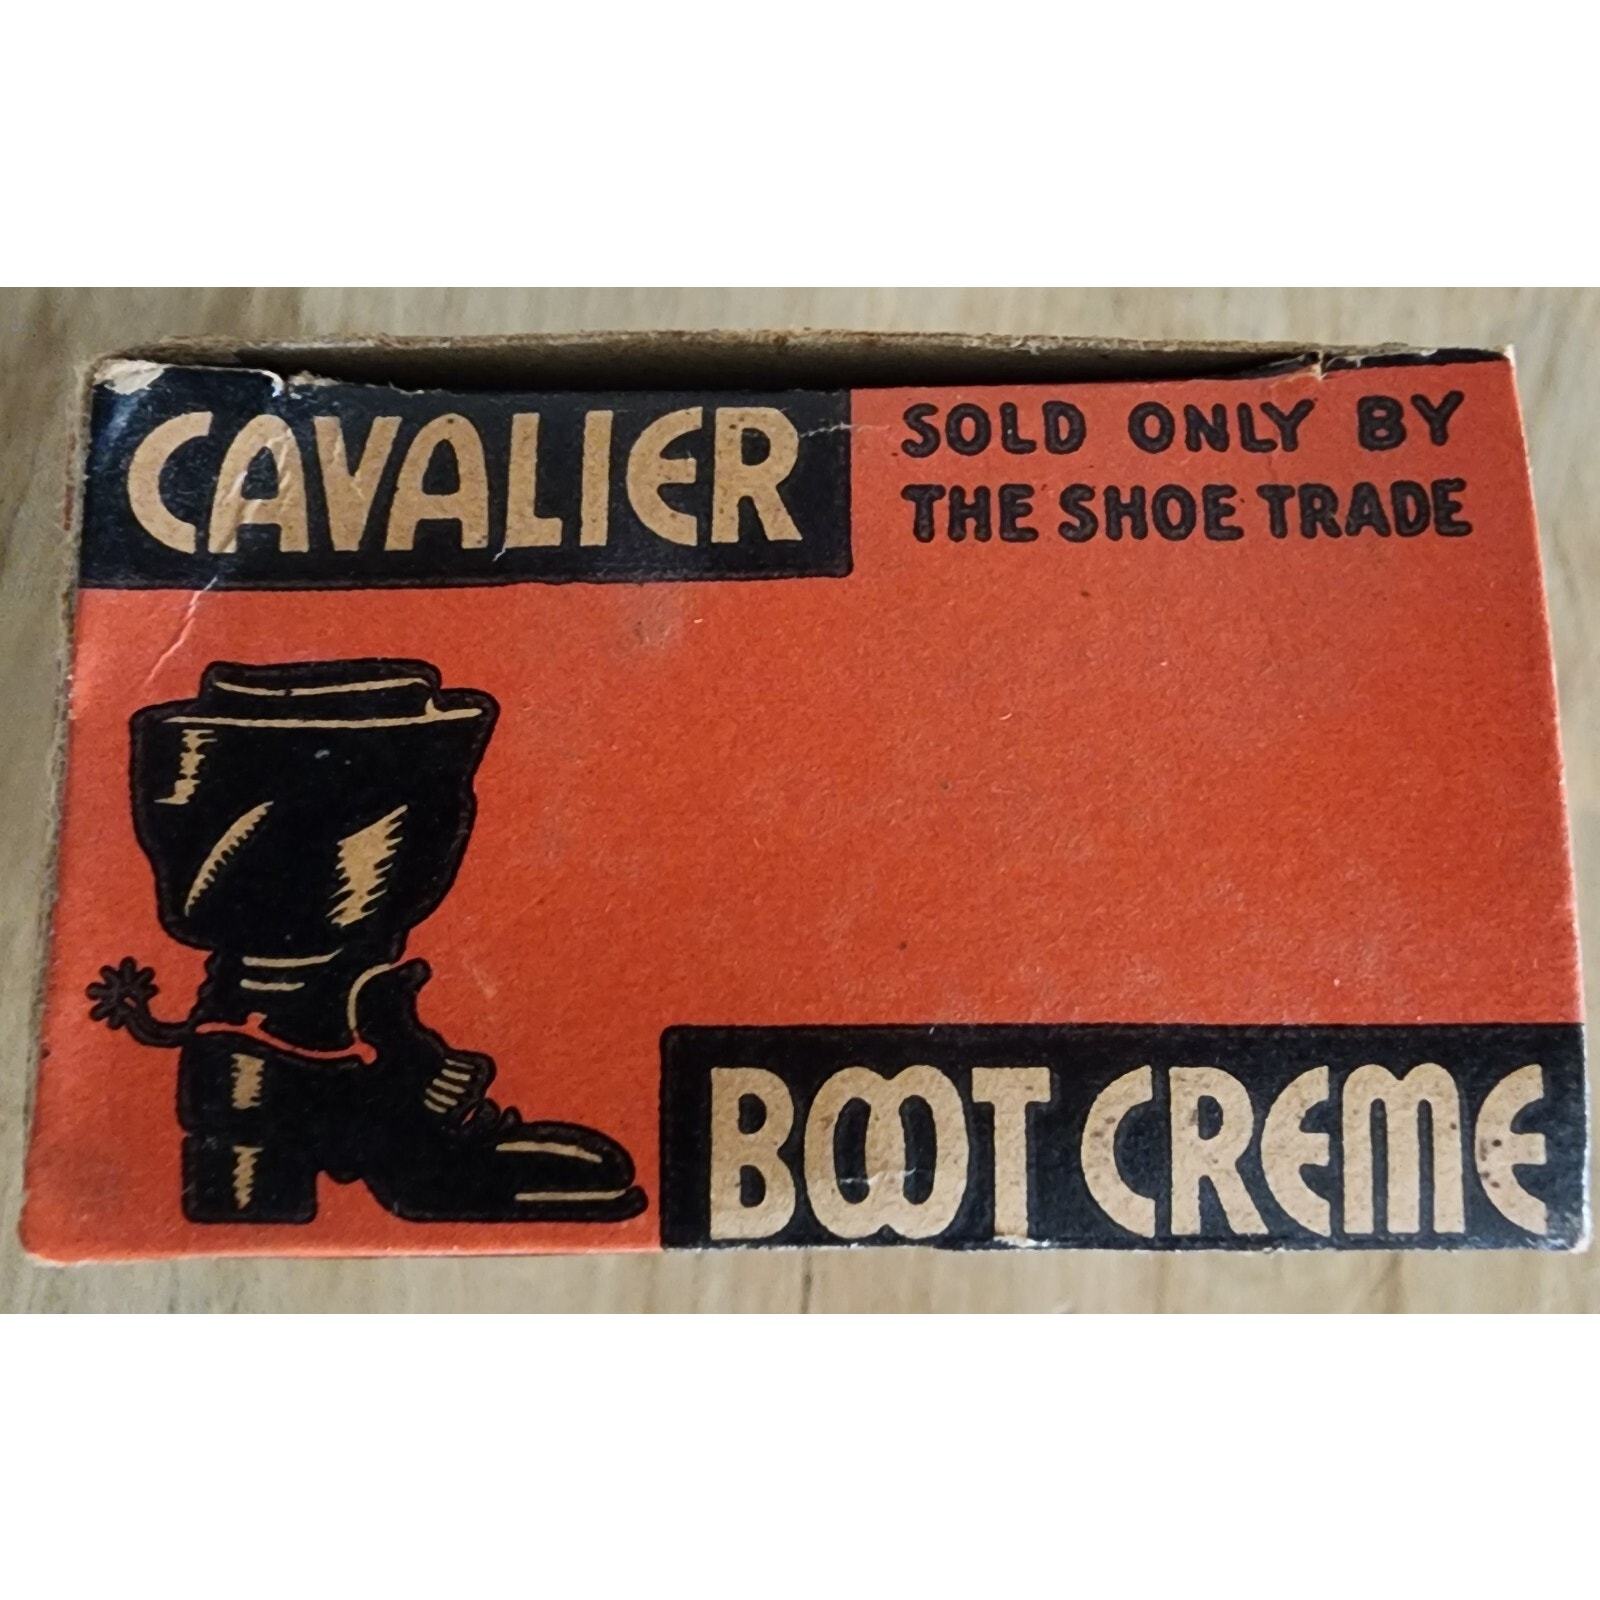 CAVALIER
SOLD ONLY BY
THE SHOE TRADE
BOOT CREME